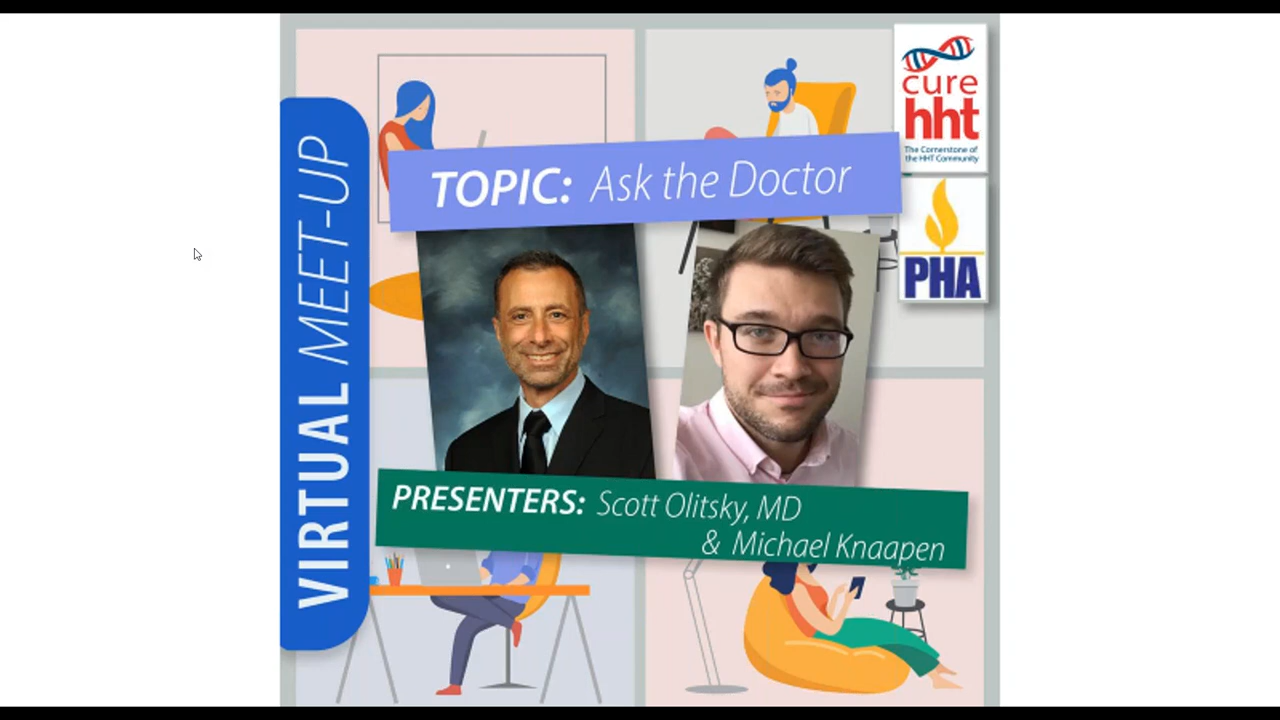 cure
hht
The Cornerstone of
the HHT Community
TOPIC: Ask the Doctor
PHA
VIRTUAL MEET-UP
PRESENTERS: Scott Olitsky, MD
& Michael Knaapen